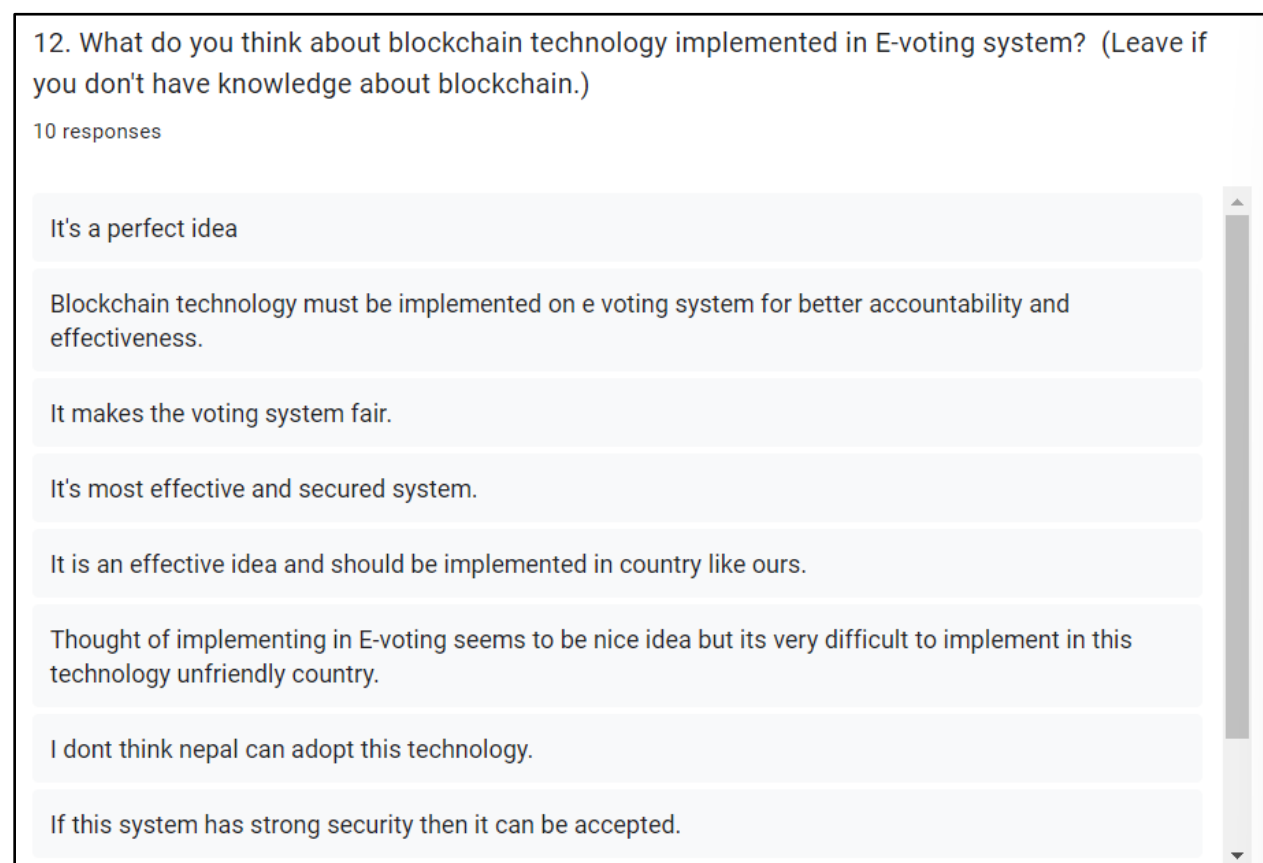 12. What do you think about blockchain technology implemented in E-voting system?  (Leave if
you don't have knowledge about blockchain.)
10 responses
It's a perfect idea
Blockchain technology must be implemented on e voting system for better accountability and
effectiveness.
It makes the voting system fair.
It's most effective and secured system.
It is an effective idea and should be implemented in country like ours.
Thought of implementing in E-voting seems to be nice idea but its very difficult to implement in this
technology unfriendly country.
I dont think nepal can adopt this technology.
If this system has strong security then it can be accepted.